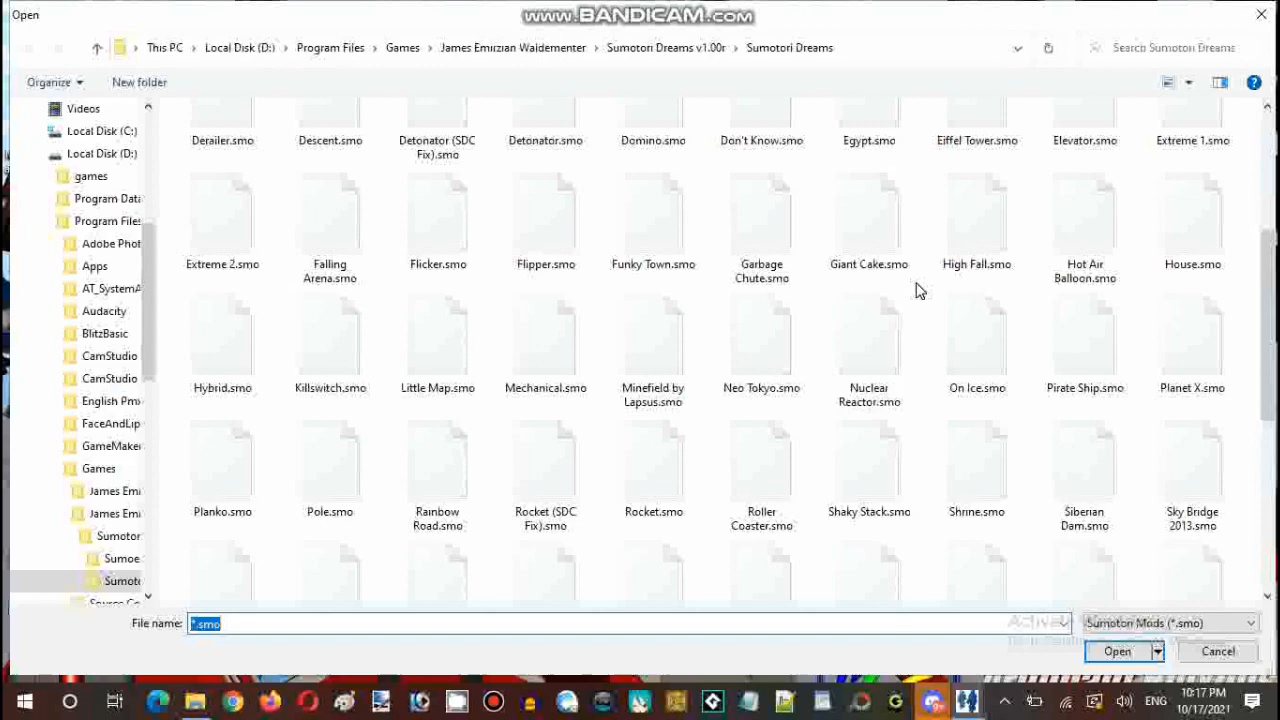 Open
WWW.BANDICAM.COM
This PC
Local Disk (D:)
Program Files
Games
James Emirzian Waldementer
Sumotori Dreams v1.00r
Sumotori Dreams
Search Sumotori Dreams
Organize
New folder
Videos
Local Disk (C:)
Local Disk (D:)
games
Program Data
Program Files
Adobe Phot
Apps
AT_SystemA
Audacity
BlitzBasic
CamStudio
CamStudio
English Pro
FaceAndLip
GameMaker
Games
James Emi
James Emi
Sumotor
Sumoe
Sumoto
Derailer.smo
Descent.smo
Detonator (SDC
Fix).smo
Detonator.smo
Domino.smo
Don't Know.smo
Egypt.smo
Eiffel Tower.smo
Elevator.smo
Extreme 1.smo
Extreme 2.smo
Falling
Arena.smo
Flicker.smo
Flipper.smo
Funky Town.smo
Garbage
Chute.smo
Giant Cake.smo
High Fall.smo
Hot Air
Balloon.smo
House.smo
Hybrid.smo
Killswitch.smo
Little Map.smo
Mechanical.smo
Minefield by
Lapsus.smo
Neo Tokyo.smo
Nuclear
Reactor.smo
On Ice.smo
Pirate Ship.smo
Planet X.smo
Planko.smo
Pole.smo
Rainbow
Road.smo
Rocket (SDC
Fix).smo
Rocket.smo
Roller
Coaster.smo
Shaky Stack.smo
Shrine.smo
Siberian
Dam.smo
Sky Bridge
2013.smo
File name:
*.smo
Sumotori Mods (*.smo)
Open
Cancel
ENG
10:17 PM
10/17/2021